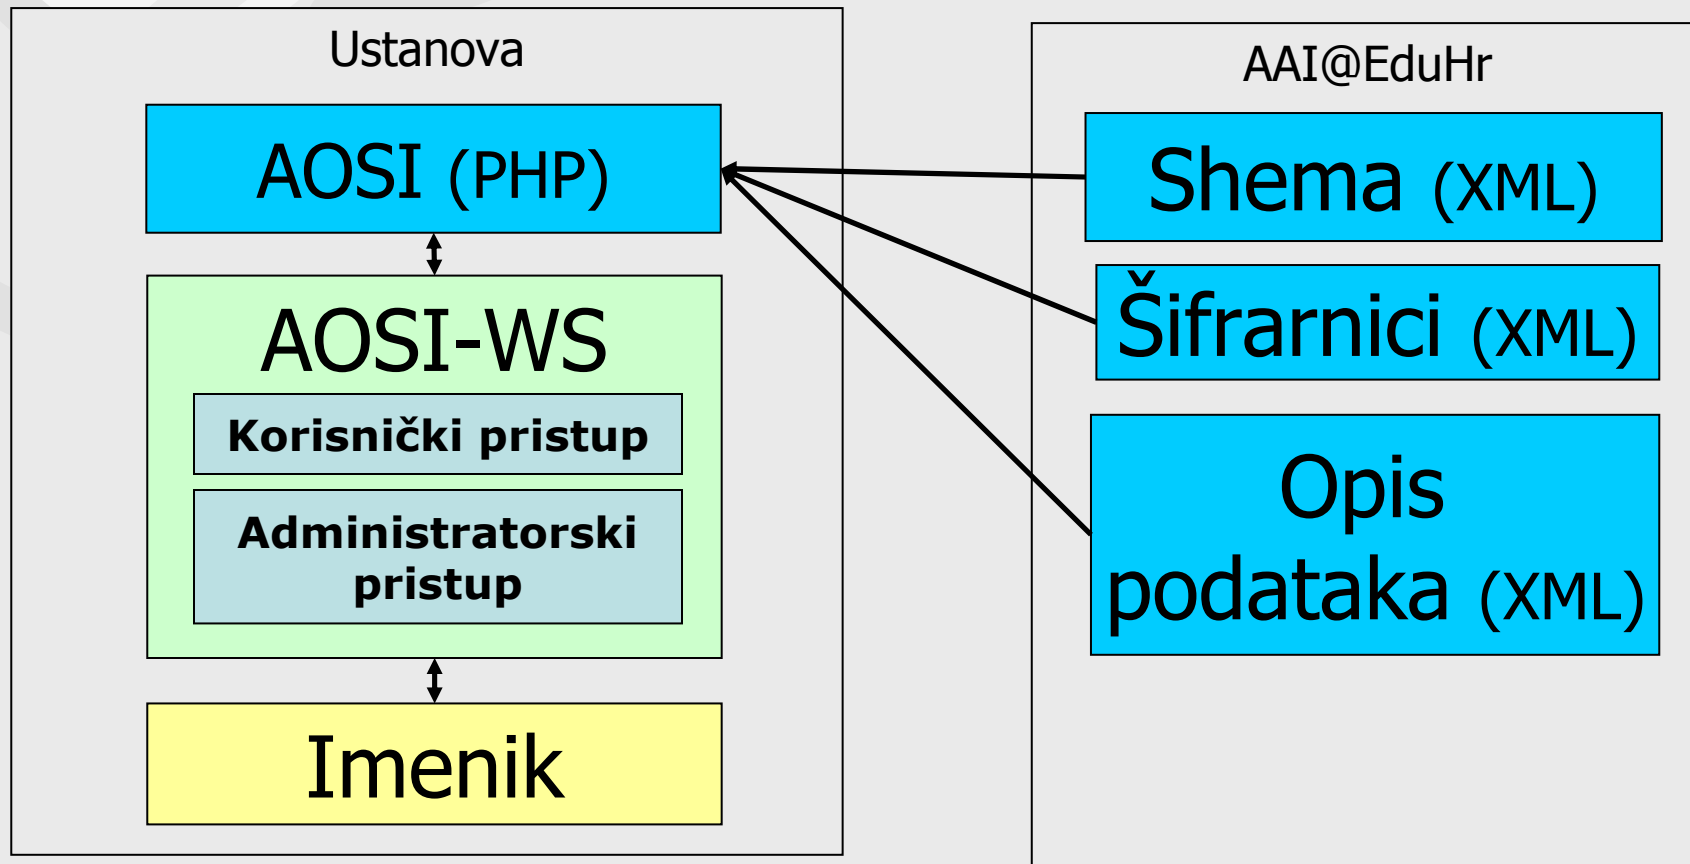 Ustanova
AOSI (PHP)
AOSI-WS
Korisnički pristup
Administratorski
pristup
Imenik
AAI@EduHr
Shema (XML)
Šifrarnici (XML)
Opis
podataka (XML)